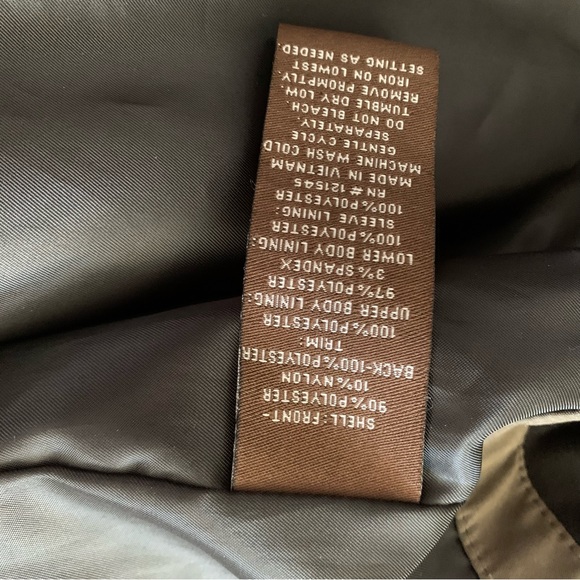 SHELL: FRONT-
90% POLYESTER
10% NYLON
BACK-100% POLYESTER
TRIM:
100% POLYESTER
UPPER BODY LINING:
97% POLYESTER
3% SPANDEX
LOWER BODY LINING:
100% POLYESTER
SLEEVE LINING:
100% POLYESTER
RN# 121545
MADE IN VIETNAM
MACHINE WASH COLD
GENTLE CYCLE
SEPARATELY.
DO NOT BLEACH.
TUMBLE DRY LOW.
REMOVE PROMPTLY.
IRON ON LOWEST
SETTING AS NEEDED.